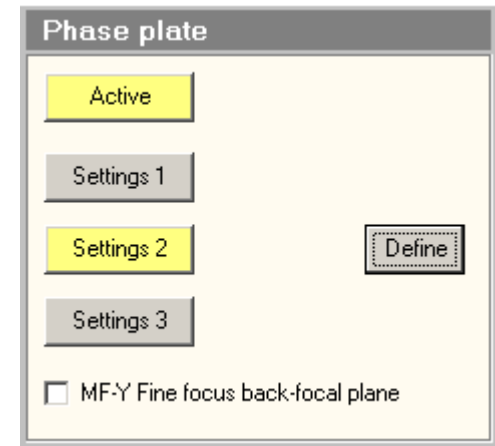 Phase plate
Active
Settings 1
Settings 2
Define
Settings 3
MF-Y Fine focus back-focal plane